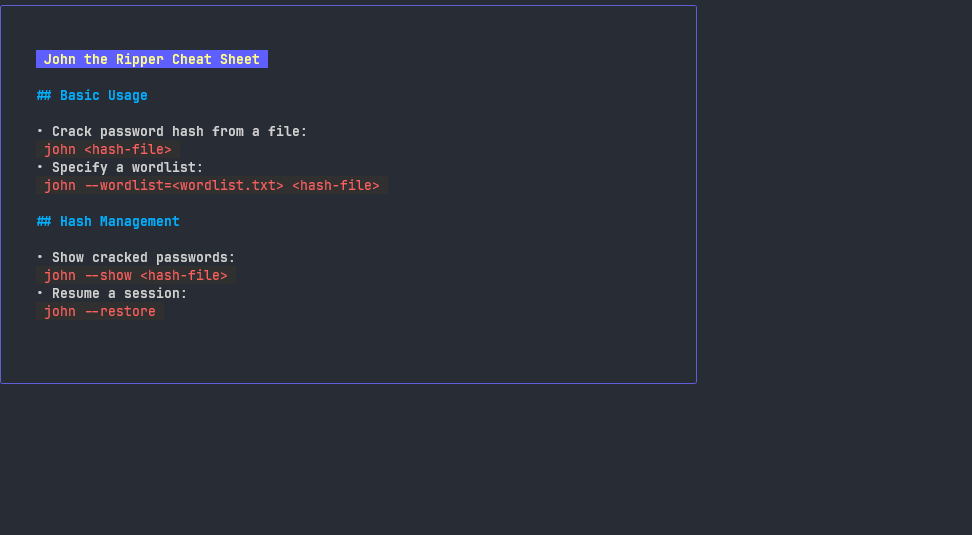 John the Ripper Cheat Sheet
## Basic Usage
• Crack password hash from a file:
john <hash-file>
• Specify a wordlist:
john --wordlist=<wordlist.txt> <hash-file>
## Hash Management
• Show cracked passwords:
john --show <hash-file>
• Resume a session:
john --restore